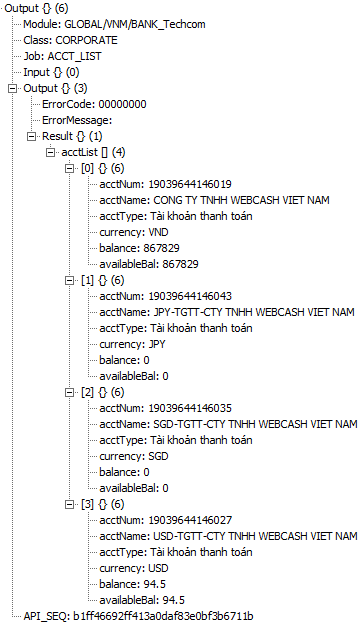 Output {} (6)
Module: GLOBAL/VNM/BANK_Techcom
Class: CORPORATE
Job: ACCT_LIST
Input {} (0)
Output {} (3)
ErrorCode: 00000000
ErrorMessage:
Result {} (1)
acctList [] (4)
[0] {} (6)
acctNum: 19039644146019
acctName: CONG TY TNHH WEBCASH VIET NAM
acctType: Tài khoản thanh toán
currency: VND
balance: 867829
availableBal: 867829
[1] {} (6)
acctNum: 19039644146043
acctName: JPY-TGTT-CTY TNHH WEBCASH VIET NAM
acctType: Tài khoản thanh toán
currency: JPY
balance: 0
availableBal: 0
[2] {} (6)
acctNum: 19039644146035
acctName: SGD-TGTT-CTY TNHH WEBCASH VIET NAM
acctType: Tài khoản thanh toán
currency: SGD
balance: 0
availableBal: 0
[3] {} (6)
acctNum: 19039644146027
acctName: USD-TGTT-CTY TNHH WEBCASH VIET NAM
acctType: Tài khoản thanh toán
currency: USD
balance: 94.5
availableBal: 94.5
API_SEQ: b1ff46692ff413a0daf83e0bf3b6711b